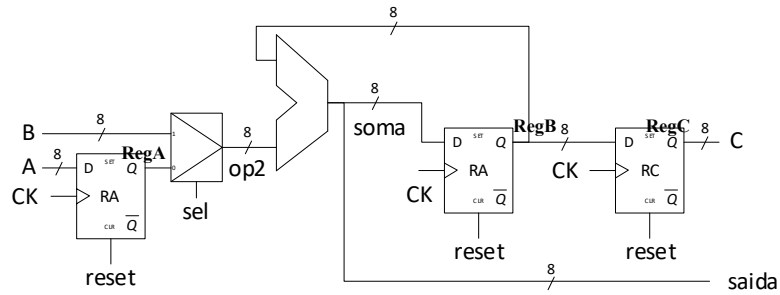 8
8
soma
B
8
1
A
8
D
SET
Q
RegA
0
CK
RA
Q
CLR
reset
sel
8
op2
D
SET
Q
RegB
8
CK
RA
Q
CLR
reset
D
SET
Q
RegC
8
C
CK
RC
Q
CLR
reset
8
saida